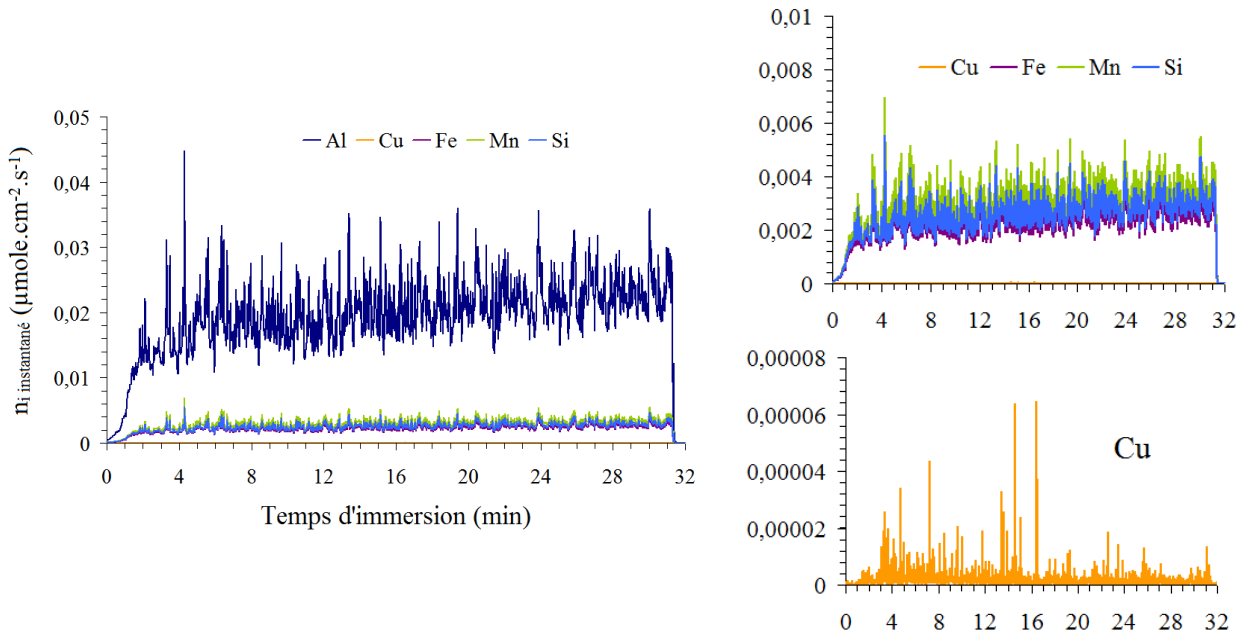 n i instantané (µmole.cm-2.s-1)
0,05
0,04
0,03
0,02
0,01
0
Al Cu Fe Mn Si
0 4 8 12 16 20 24 28 32
Temps d'immersion (min)
0,01
0,008
0,006
0,004
0,002
0
Cu Fe Mn Si
0 4 8 12 16 20 24 28 32
0,00008
0,00006
0,00004
0,00002
0
Cu
0 4 8 12 16 20 24 28 32